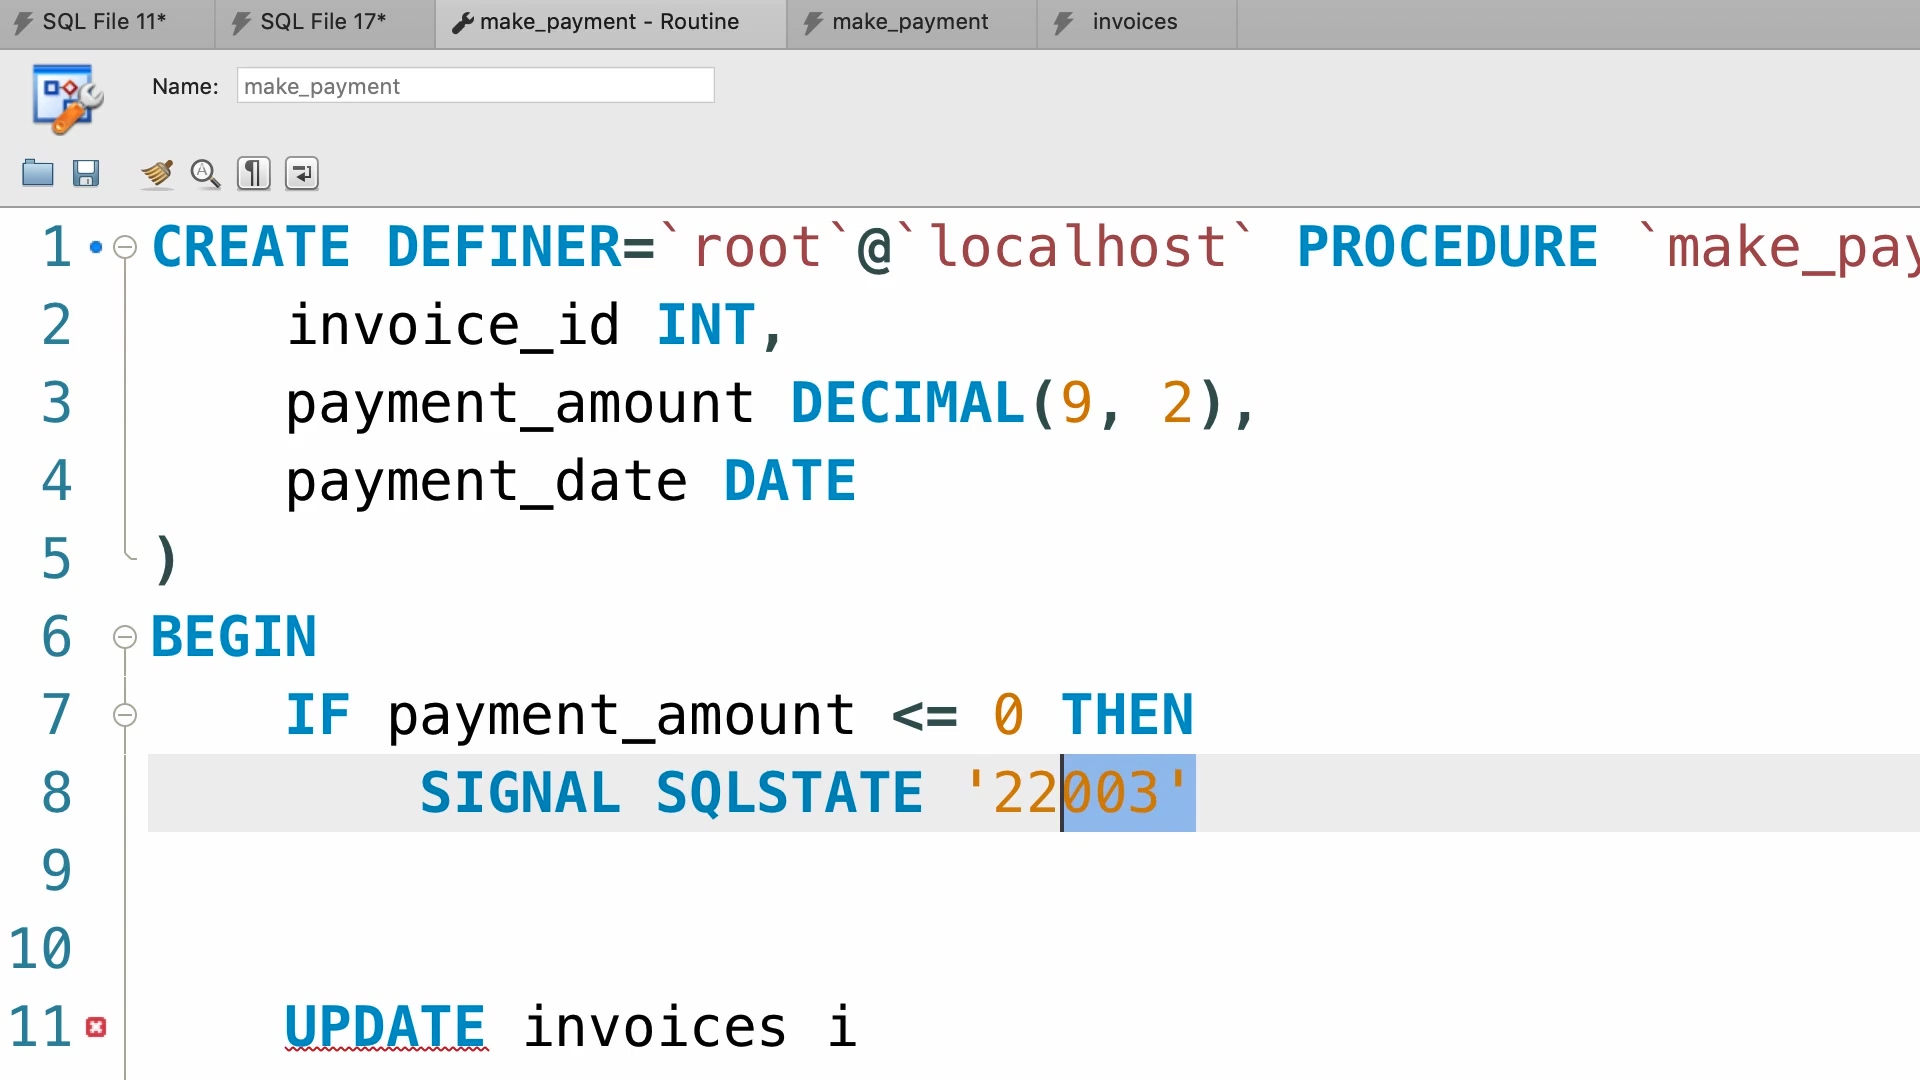 SQL File 11* SQL File 17* make_payment - Routine make_payment invoices
Name: make_payment
1 CREATE DEFINER=`root`@`localhost` PROCEDURE `make_pay
2 invoice_id INT,
3 payment_amount DECIMAL(9, 2),
4 payment_date DATE
5 )
6 BEGIN
7 IF payment_amount <= 0 THEN
8 SIGNAL SQLSTATE '22003'
9
10
11 UPDATE invoices i